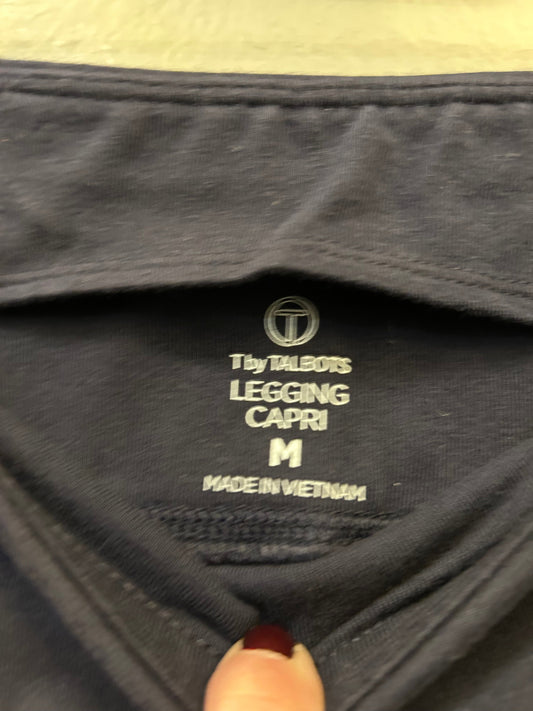 T
T by TALBOTS
LEGGING
CAPRI
M
MADE IN VIETNAM